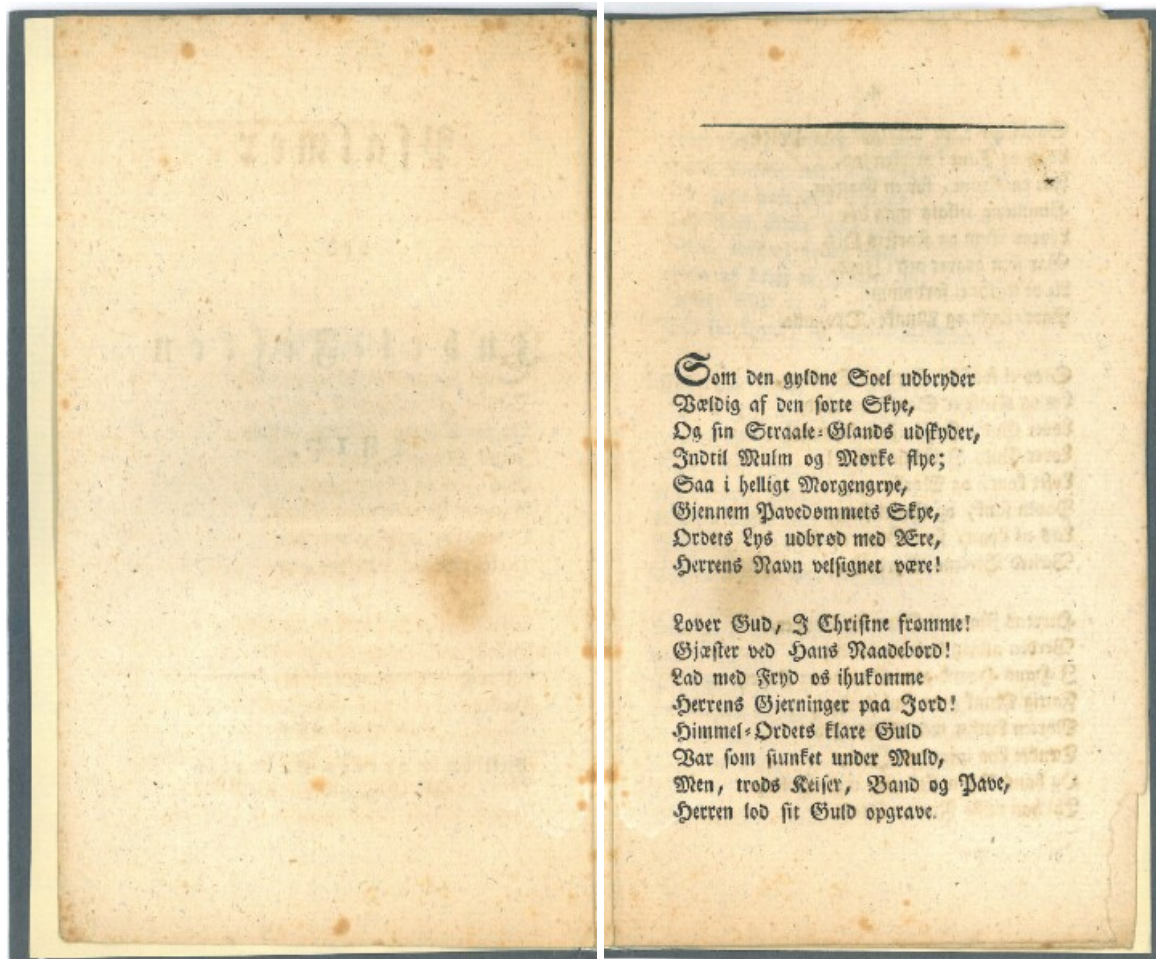 Som den gyldne Soel udbryder
Vældig af den sorte Skye,
Og sin Straale-Glands udskyder,
Indtil Mulm og Mørke flye;
Saa i helligt Morgengrye,
Gjennem Pavedømmets Skye,
Ordets Lys udbrød med Ære,
Herrens Navn velsignet være!
Lover Gud, I Christne fromme!
Gjæster ved Hans Naadebord!
Lad med Fryd os ihukomme
Herrens Gjerninger paa Jord!
Himmel-Ordets klare Guld
Var som siunket under Muld,
Men, trods Keiser, Band og Pave,
Herren lod sit Guld opgrave.